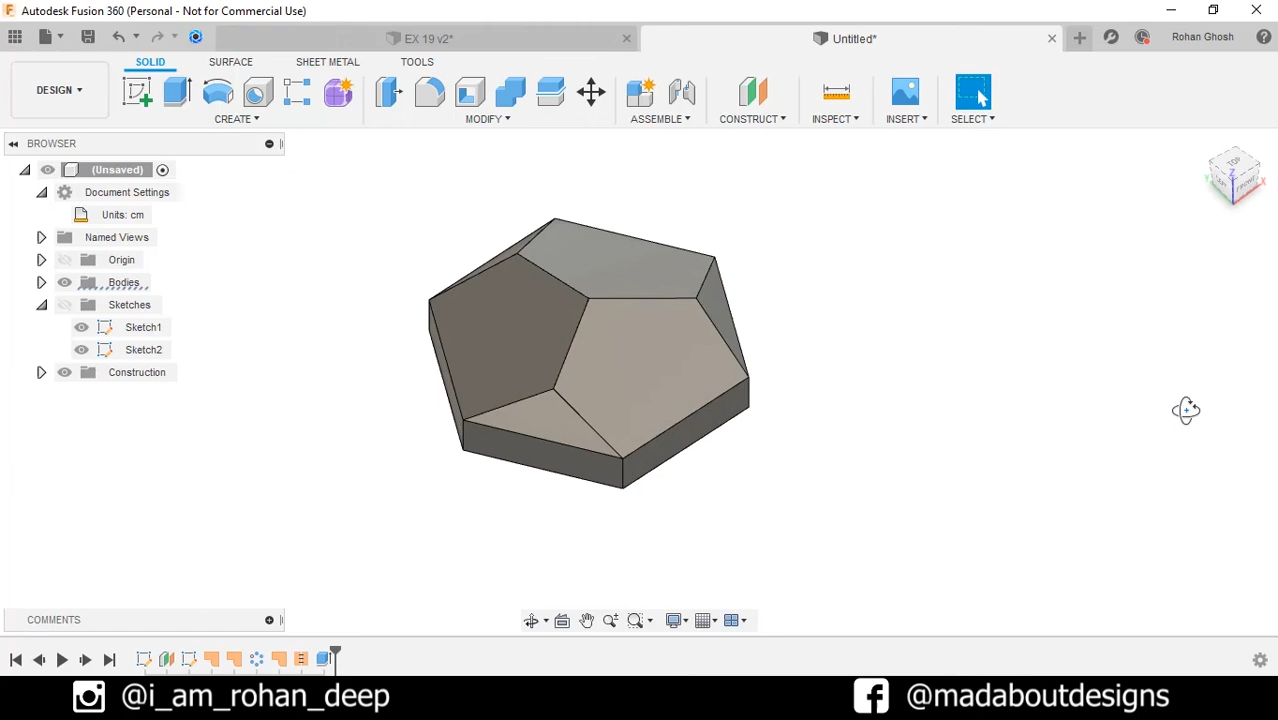 Autodesk Fusion 360 (Personal - Not for Commercial Use)
EX 19 v2*
Untitled*
Rohan Ghosh
SOLID SURFACE SHEET METAL TOOLS
DESIGN
CREATE MODIFY ASSEMBLE CONSTRUCT INSPECT INSERT SELECT
BROWSER
(Unsaved)
Document Settings
Units: cm
Named Views
Origin
Bodies
Sketches
Sketch1
Sketch2
Construction
TOP
FRONT
Z
X
Y
COMMENTS
@i_am_rohan_deep
@madaboutdesigns